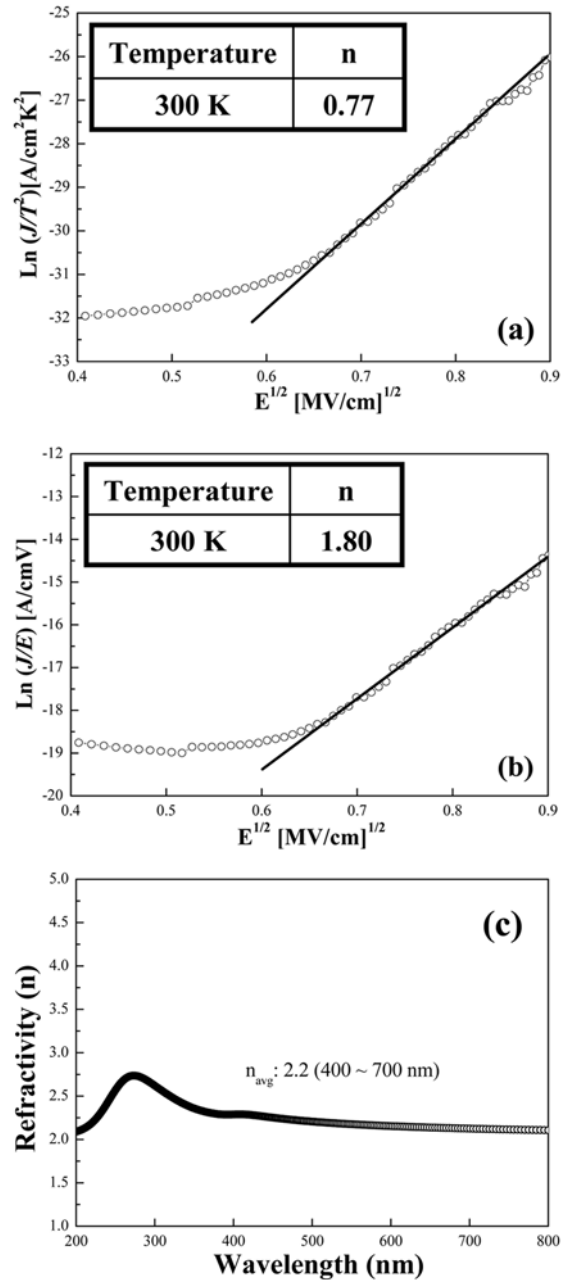 -25
-26
-27
-28
-29
-30
-31
-32
-33
Ln (J/T²)[A/cm²K²]
Temperature n
300 K 0.77
(a)
0.4 0.5 0.6 0.7 0.8 0.9
E^1/2 [MV/cm]^1/2
-12
-13
-14
-15
-16
-17
-18
-19
-20
Ln (J/E) [A/cmV]
Temperature n
300 K 1.80
(b)
0.4 0.5 0.6 0.7 0.8 0.9
E^1/2 [MV/cm]^1/2
5.0
4.5
4.0
3.5
3.0
2.5
2.0
1.5
1.0
Refractivity (n)
(c)
n_avg: 2.2 (400 ~ 700 nm)
200 300 400 500 600 700 800
Wavelength (nm)